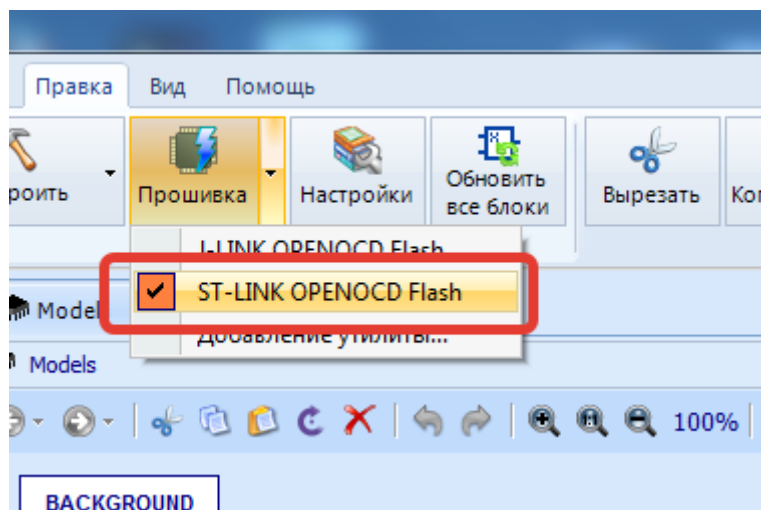 Правка Вид Помощь
роить Прошивка Настройки Обновить все блоки Вырезать Ко
J-LINK OPENOCD Flash
ST-LINK OPENOCD Flash
Добавление утилиты...
Model
Models
100%
BACKGROUND